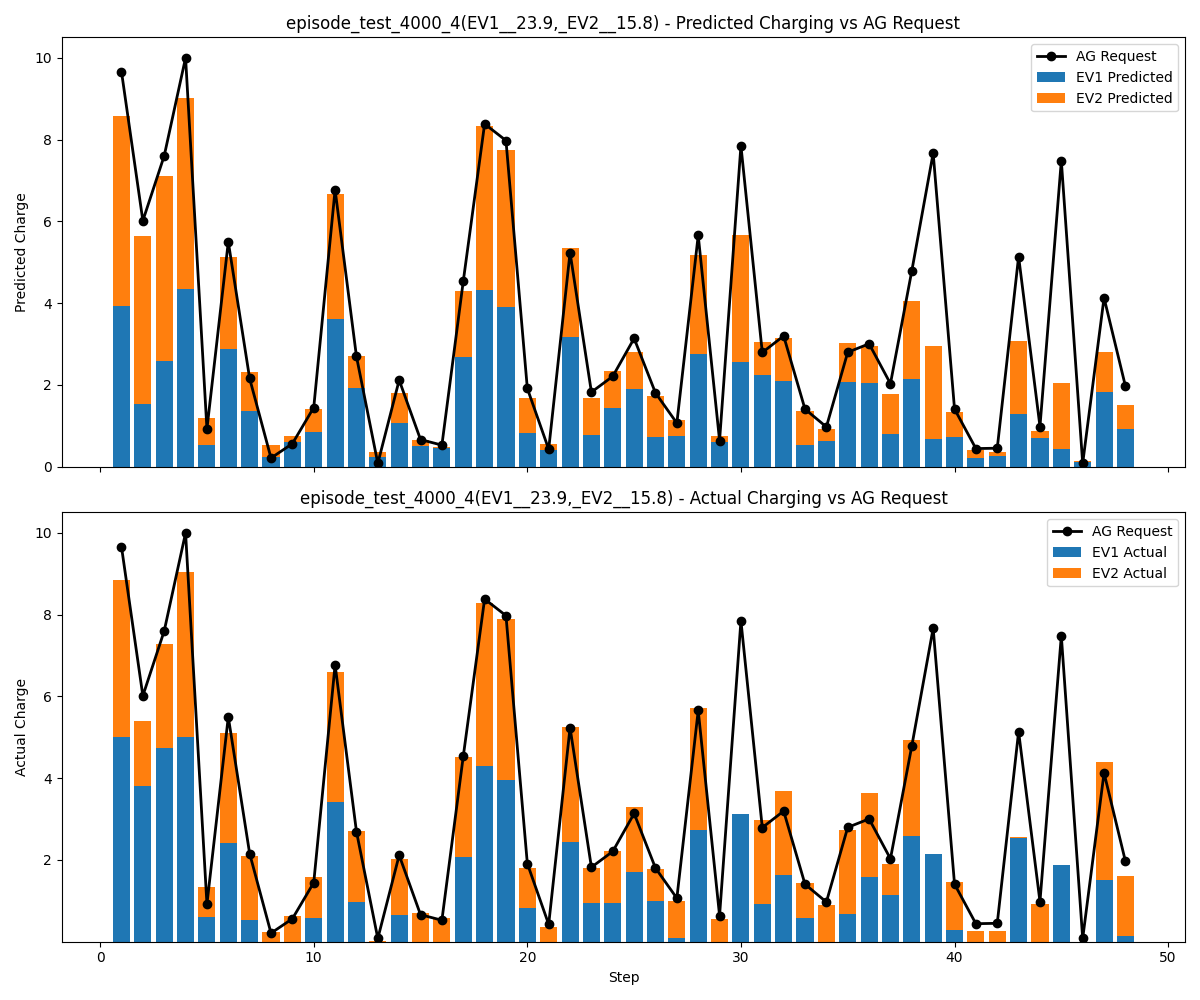 episode_test_4000_4(EV1__23.9,_EV2__15.8) - Predicted Charging vs AG Request
AG Request
EV1 Predicted
EV2 Predicted
Predicted Charge
10
8
6
4
2
0
episode_test_4000_4(EV1__23.9,_EV2__15.8) - Actual Charging vs AG Request
AG Request
EV1 Actual
EV2 Actual
Actual Charge
10
8
6
4
2
0 10 20 30 40 50
Step